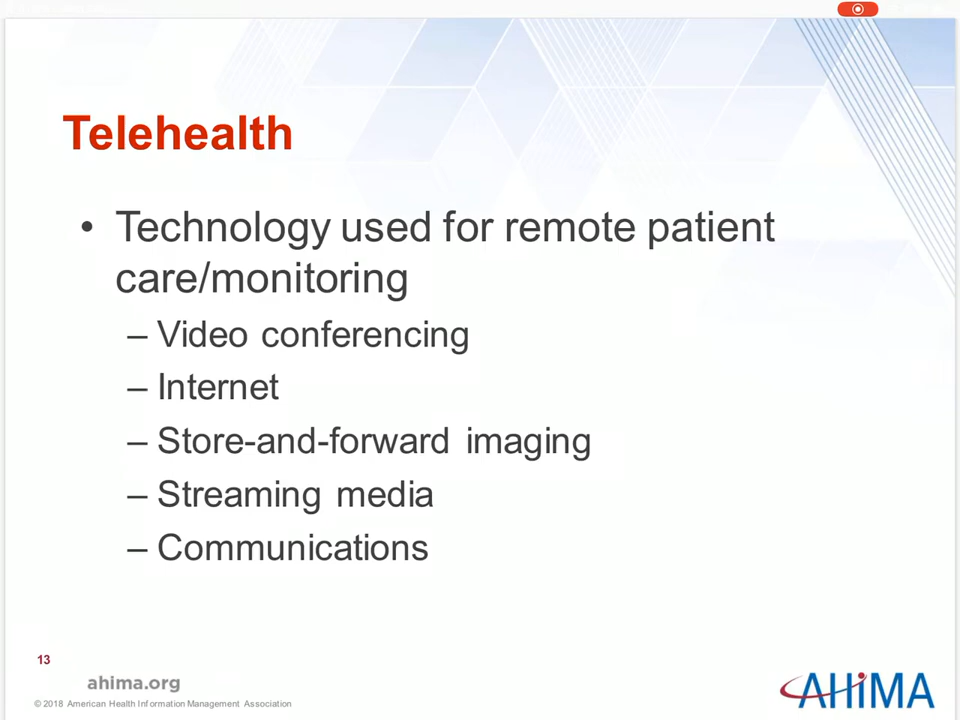 Telehealth
• Technology used for remote patient
care/monitoring
– Video conferencing
– Internet
– Store-and-forward imaging
– Streaming media
– Communications
13
ahima.org
© 2018 American Health Information Management Association
AHiMA